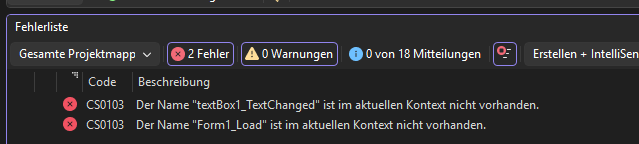 Fehlerliste
Gesamte Projektmapp 2 Fehler 0 Warnungen 0 von 18 Mitteilungen Erstellen + IntelliSen
Code Beschreibung
CS0103 Der Name "textBox1_TextChanged" ist im aktuellen Kontext nicht vorhanden.
CS0103 Der Name "Form1_Load" ist im aktuellen Kontext nicht vorhanden.